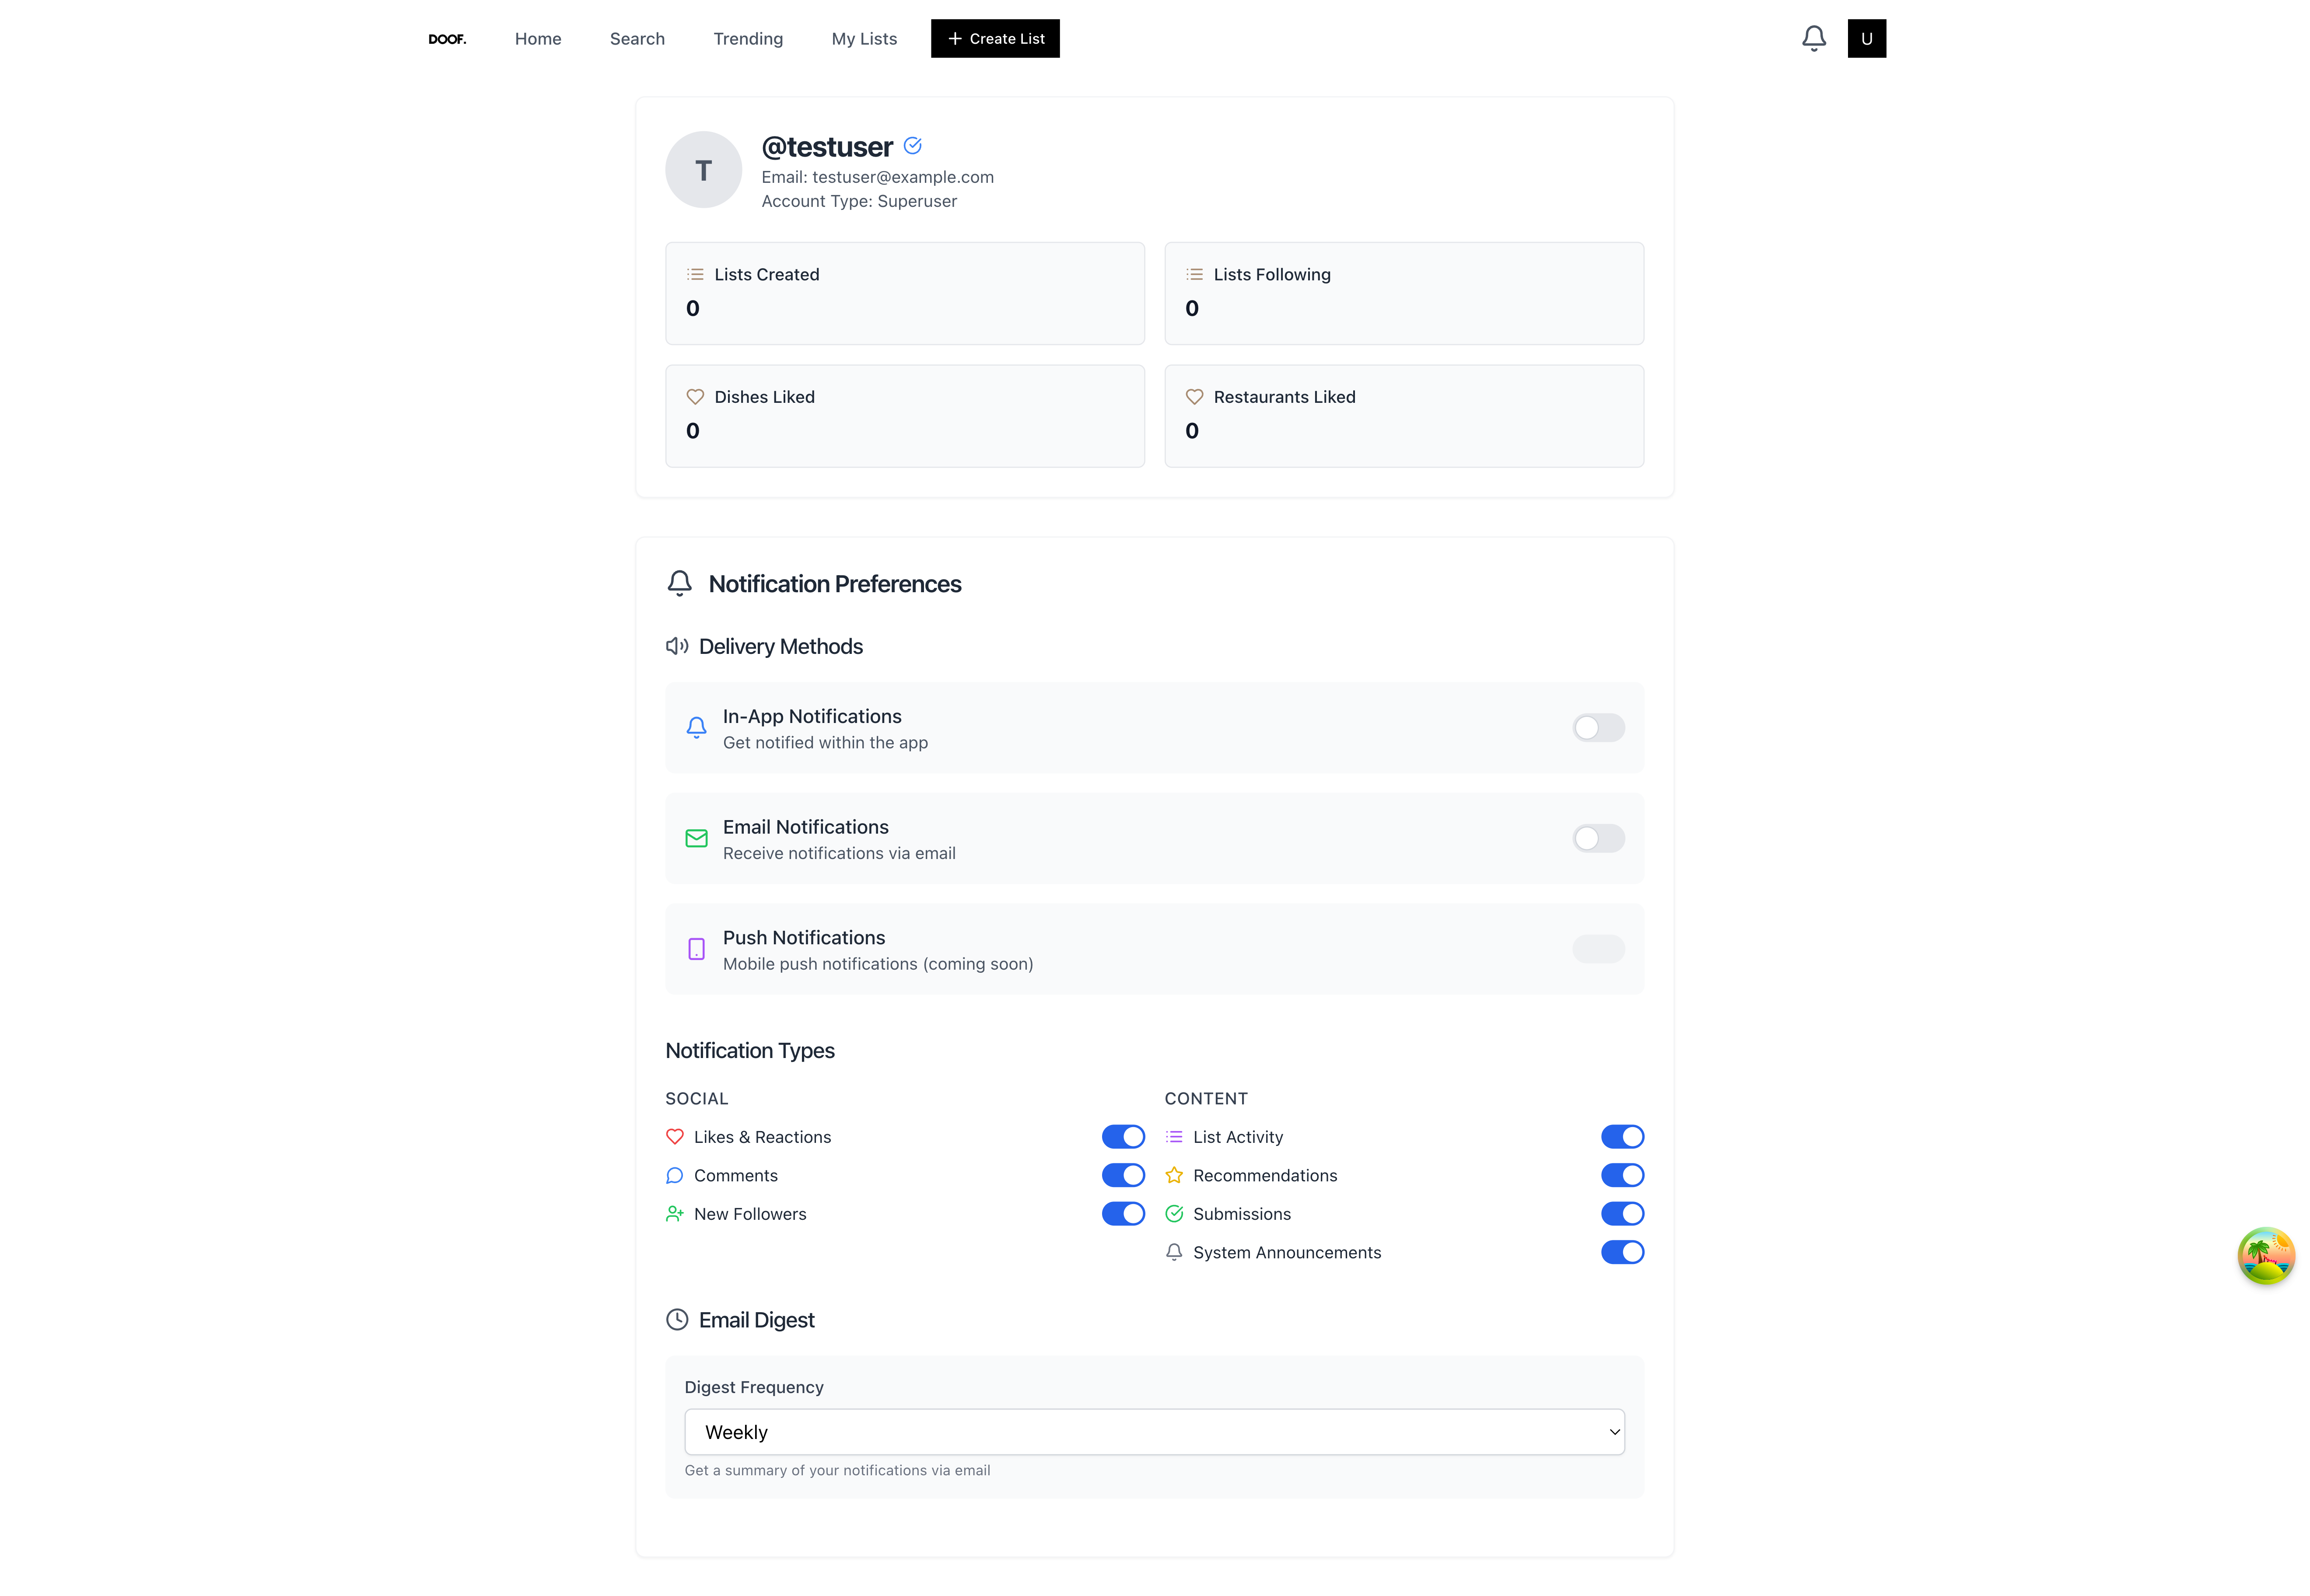 DOOF.
Home
Search
Trending
My Lists
Create List
U
T
@testuser
Email: testuser@example.com
Account Type: Superuser
Lists Created
0
Lists Following
0
Dishes Liked
0
Restaurants Liked
0
Notification Preferences
Delivery Methods
In-App Notifications
Get notified within the app
Email Notifications
Receive notifications via email
Push Notifications
Mobile push notifications (coming soon)
Notification Types
SOCIAL
Likes & Reactions
Comments
New Followers
CONTENT
List Activity
Recommendations
Submissions
System Announcements
Email Digest
Digest Frequency
Weekly
Get a summary of your notifications via email